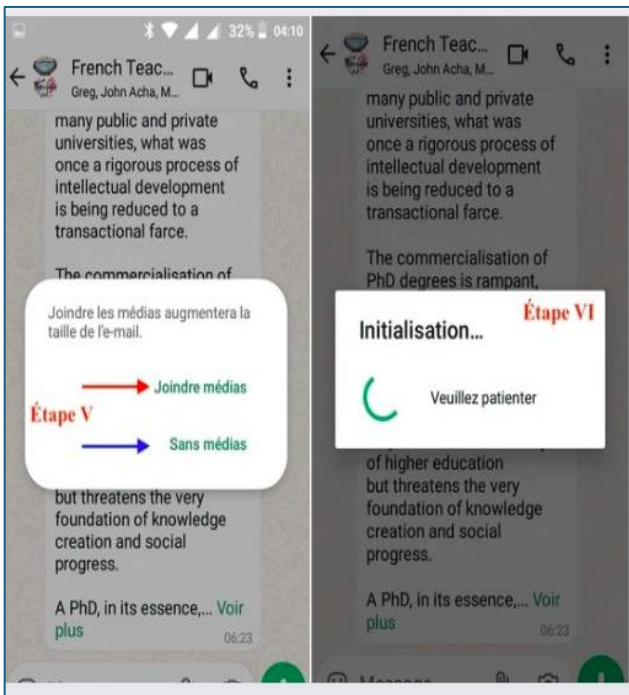 32% 04:10
French Teac...
Greg, John Acha, M...
many public and private
universities, what was
once a rigorous process of
intellectual development
is being reduced to a
transactional farce.
The commercialisation of
Joindre les médias augmentera la
taille de l'e-mail.
Joindre médias
Étape V
Sans médias
but threatens the very
foundation of knowledge
creation and social
progress.
A PhD, in its essence,... Voir
plus
06:23
French Teac...
Greg, John Acha, M...
many public and private
universities, what was
once a rigorous process of
intellectual development
is being reduced to a
transactional farce.
The commercialisation of
PhD degrees is rampant,
Étape VI
Initialisation...
Veuillez patienter
of higher education
but threatens the very
foundation of knowledge
creation and social
progress.
A PhD, in its essence,... Voir
plus
06:23
Message